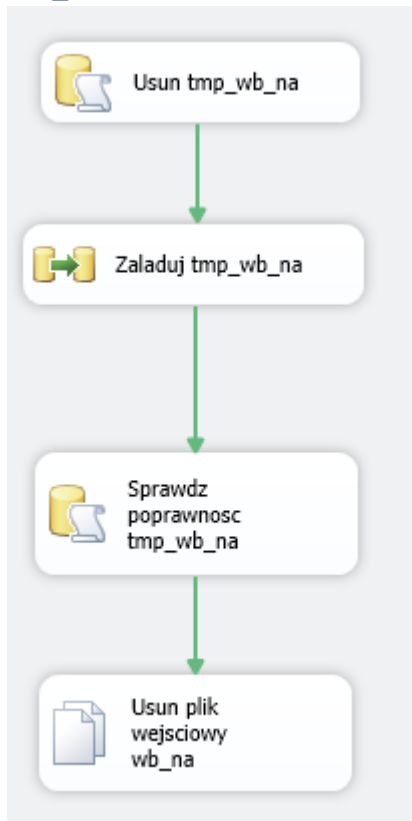 Usun tmp_wb_na
Zaladuj tmp_wb_na
Sprawdz
poprawnosc
tmp_wb_na
Usun plik
wejsciowy
wb_na